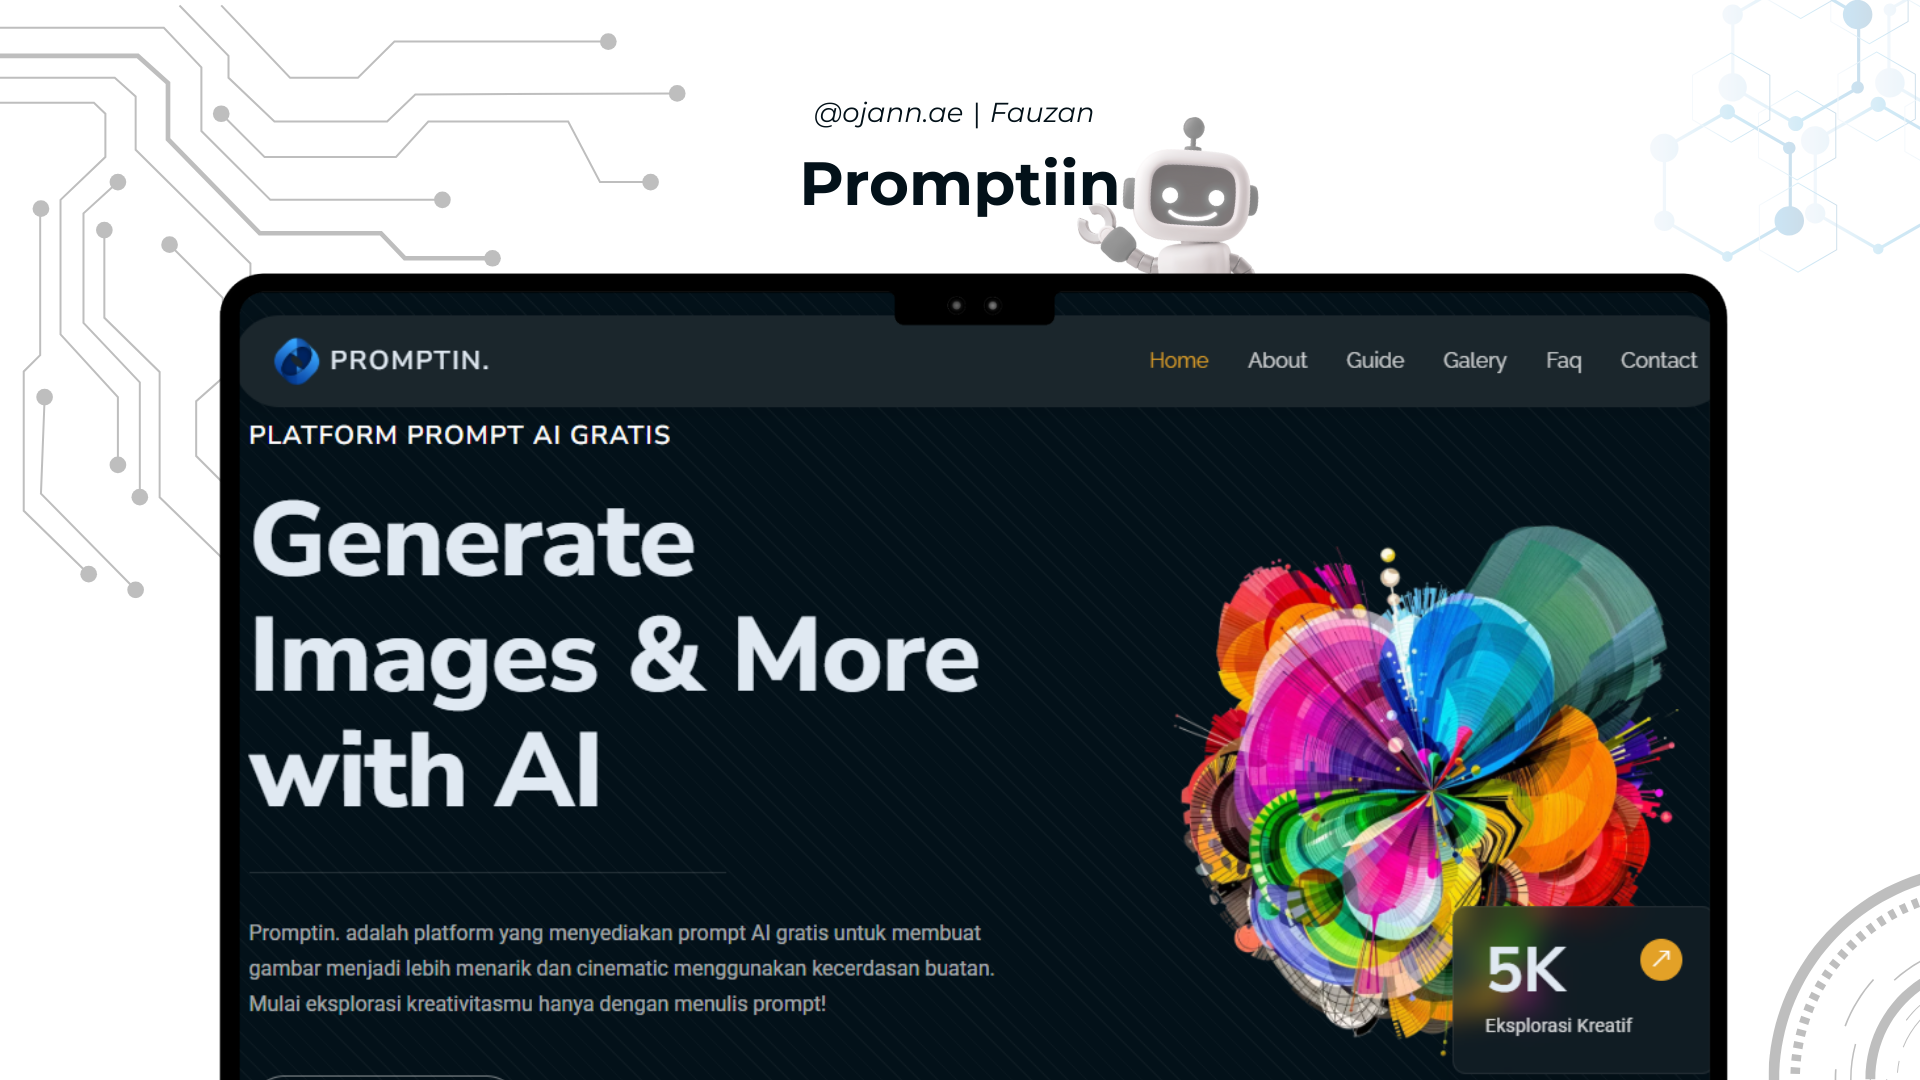 @ojann.ae | Fauzan
Promptiin
PROMPTIN.
Home About Guide Galery Faq Contact
PLATFORM PROMPT AI GRATIS
Generate
Images & More
with AI
Promptin. adalah platform yang menyediakan prompt AI gratis untuk membuat
gambar menjadi lebih menarik dan cinematic menggunakan kecerdasan buatan.
Mulai eksplorasi kreativitasmu hanya dengan menulis prompt!
5K
Eksplorasi Kreatif